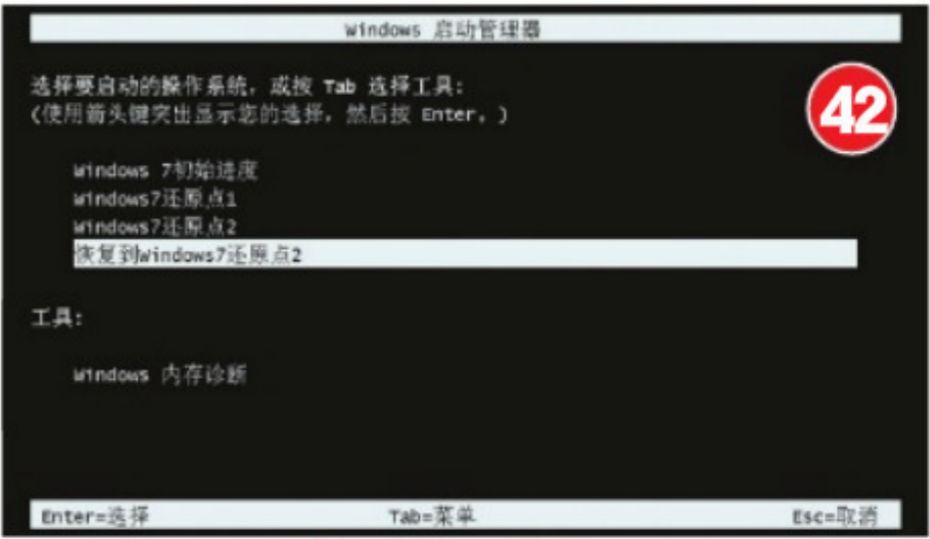 Windows 启动管理器
选择要启动的操作系统，或按 Tab 选择工具:
(使用箭头键突出显示您的选择，然后按 Enter。)
42
Windows 7初始进度
Windows7还原点1
Windows7还原点2
恢复到Windows7还原点2
工具:
Windows 内存诊断
Enter=选择 Tab=菜单 Esc=取消